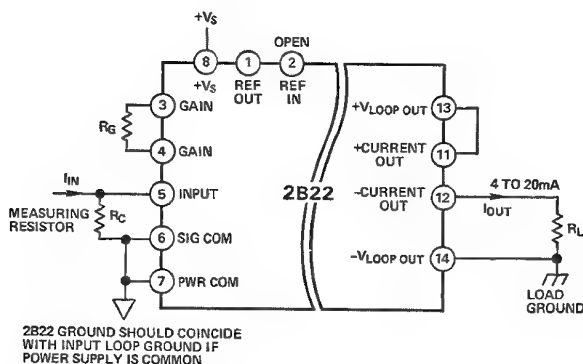 +VS
OPEN
8
1
2
+VS
REF OUT
REF IN
3 GAIN
RG
4 GAIN
IIN
5 INPUT
MEASURING RESISTOR
RC
6 SIG COM
7 PWR COM
2B22 GROUND SHOULD COINCIDE
WITH INPUT LOOP GROUND IF
POWER SUPPLY IS COMMON
2B22
+VLOOP OUT 13
+CURRENT OUT 11
-CURRENT OUT 12
4 TO 20mA
IOUT
RL
-VLOOP OUT 14
LOAD GROUND